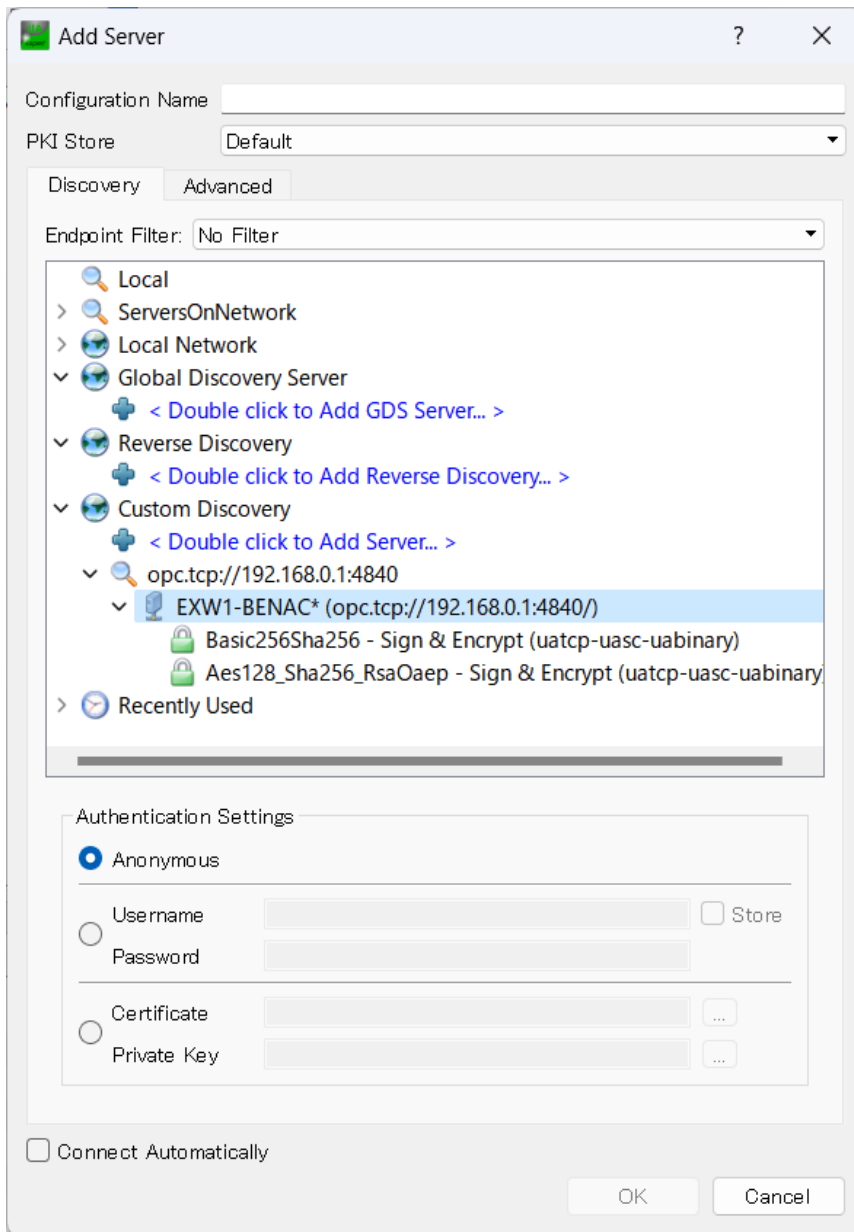 Add Server
Configuration Name
PKI Store Default
Discovery Advanced
Endpoint Filter: No Filter
Local
ServersOnNetwork
Local Network
Global Discovery Server
< Double click to Add GDS Server... >
Reverse Discovery
< Double click to Add Reverse Discovery... >
Custom Discovery
< Double click to Add Server... >
opc.tcp://192.168.0.1:4840
EXW1-BENAC* (opc.tcp://192.168.0.1:4840/)
Basic256Sha256 - Sign & Encrypt (uatcp-uasc-uabinary)
Aes128_Sha256_RsaOaep - Sign & Encrypt (uatcp-uasc-uabinary)
Recently Used
Authentication Settings
Anonymous
Username Store
Password
Certificate ...
Private Key ...
Connect Automatically
OK Cancel